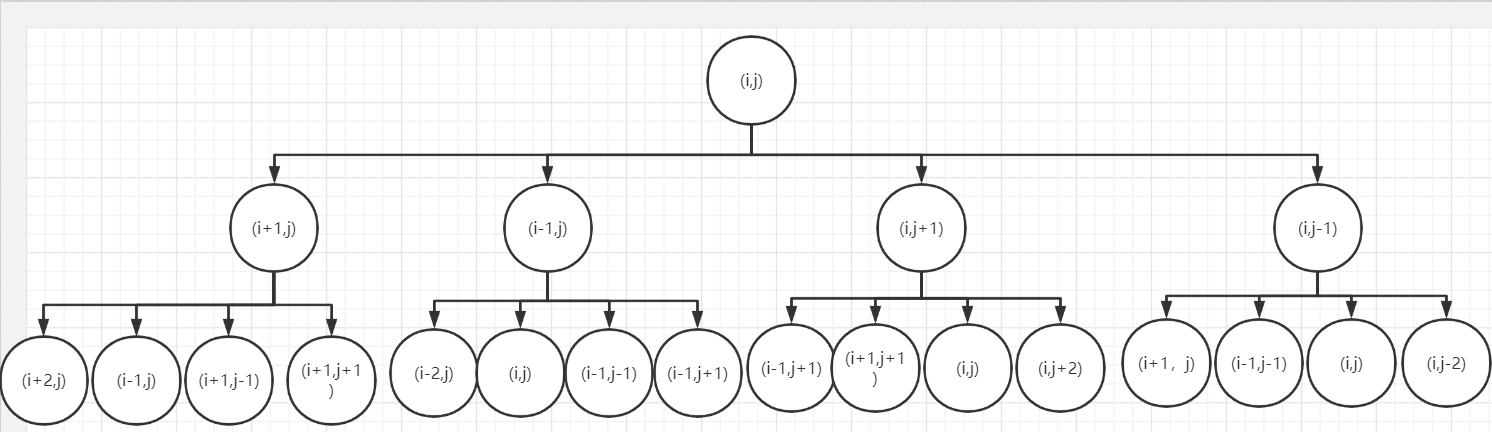 (i,j)
(i+1,j)
(i-1,j)
(i,j+1)
(i,j-1)
(i+2,j)
(i-1,j)
(i+1,j-1)
(i+1,j+1
)
(i-2,j)
(i,j)
(i-1,j-1)
(i-1,j+1)
(i-1,j+1)
(i+1,j+1
)
(i,j)
(i,j+2)
(i+1，j)
(i-1,j-1)
(i,j)
(i,j-2)